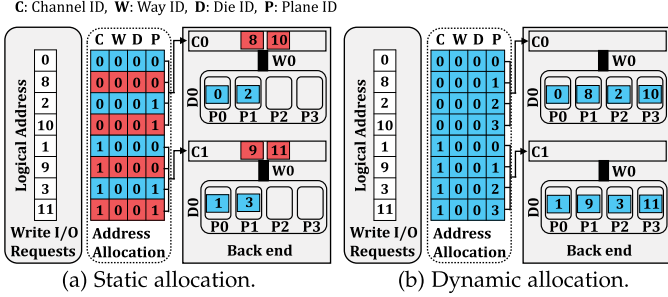 C: Channel ID, W: Way ID, D: Die ID, P: Plane ID
Logical Address
0
8
2
10
1
9
3
11
Write I/O
Requests
C W D P
0 0 0 0
0 0 0 0
0 0 0 1
0 0 0 1
1 0 0 0
1 0 0 0
1 0 0 1
1 0 0 1
Address
Allocation
C0 8 10
W0
D0
0 2
P0 P1 P2 P3
C1 9 11
W0
D0
1 3
P0 P1 P2 P3
Back end
(a) Static allocation.
Logical Address
0
8
2
10
1
9
3
11
Write I/O
Requests
C W D P
0 0 0 0
0 0 0 1
0 0 0 2
0 0 0 3
1 0 0 0
1 0 0 1
1 0 0 2
1 0 0 3
Address
Allocation
C0
W0
D0
0 8 2 10
P0 P1 P2 P3
C1
W0
D0
1 9 3 11
P0 P1 P2 P3
Back end
(b) Dynamic allocation.